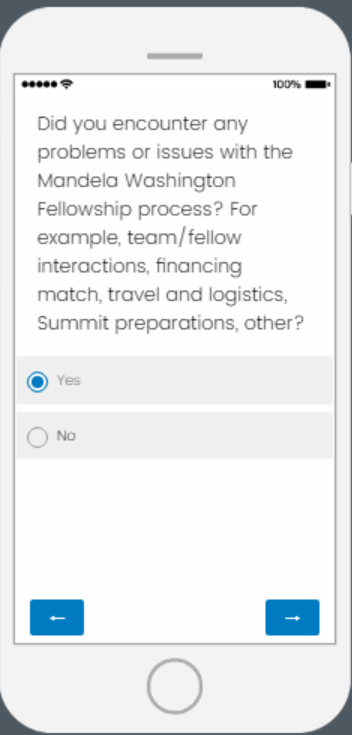 100%
Did you encounter any
problems or issues with the
Mandela Washington
Fellowship process? For
example, team/fellow
interactions, financing
match, travel and logistics,
Summit preparations, other?
Yes
No
← →